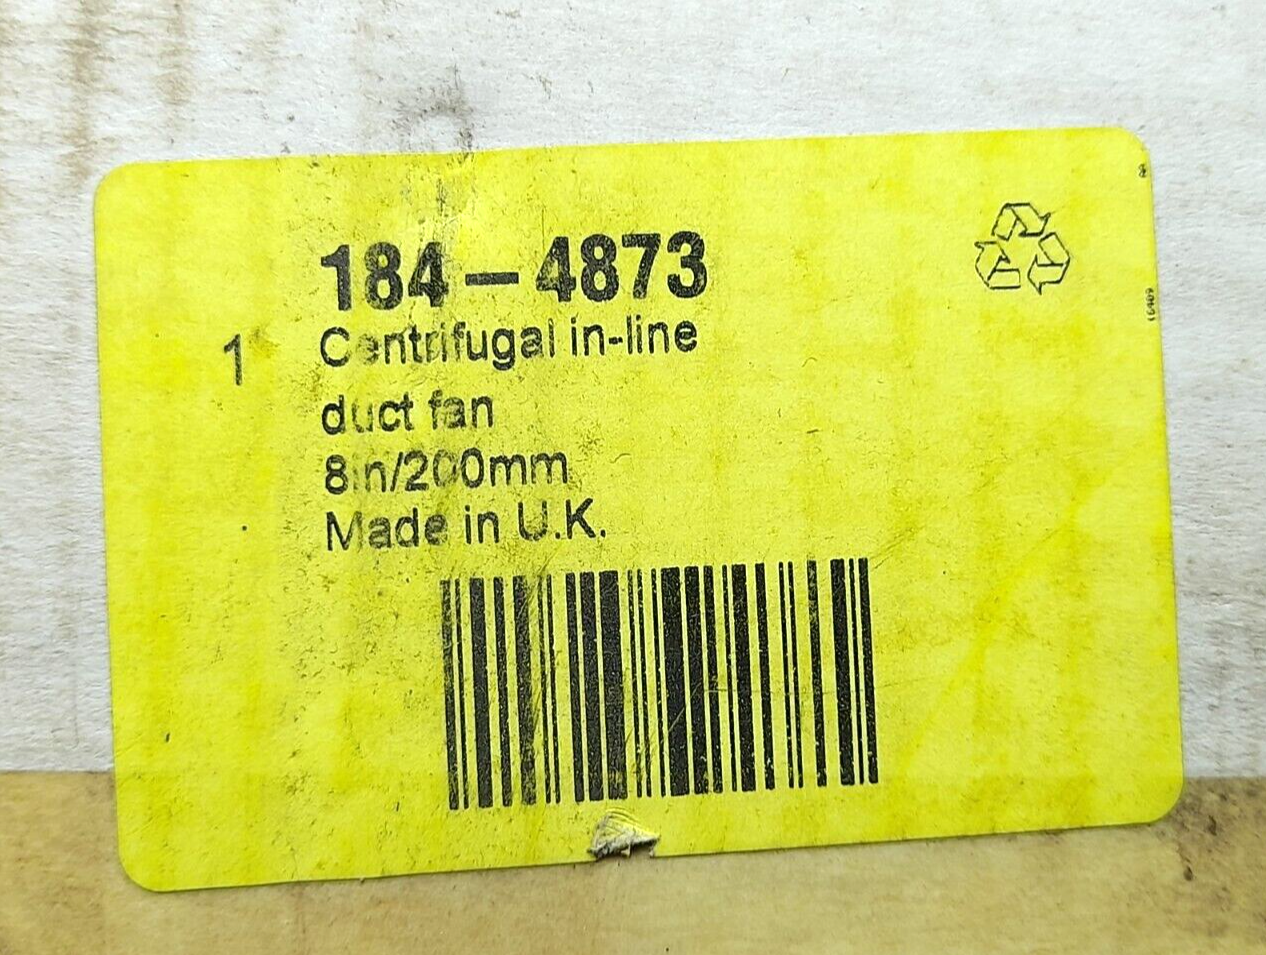 184-4873
1 Centrifugal in-line
duct fan
8in/200mm
Made in U.K.